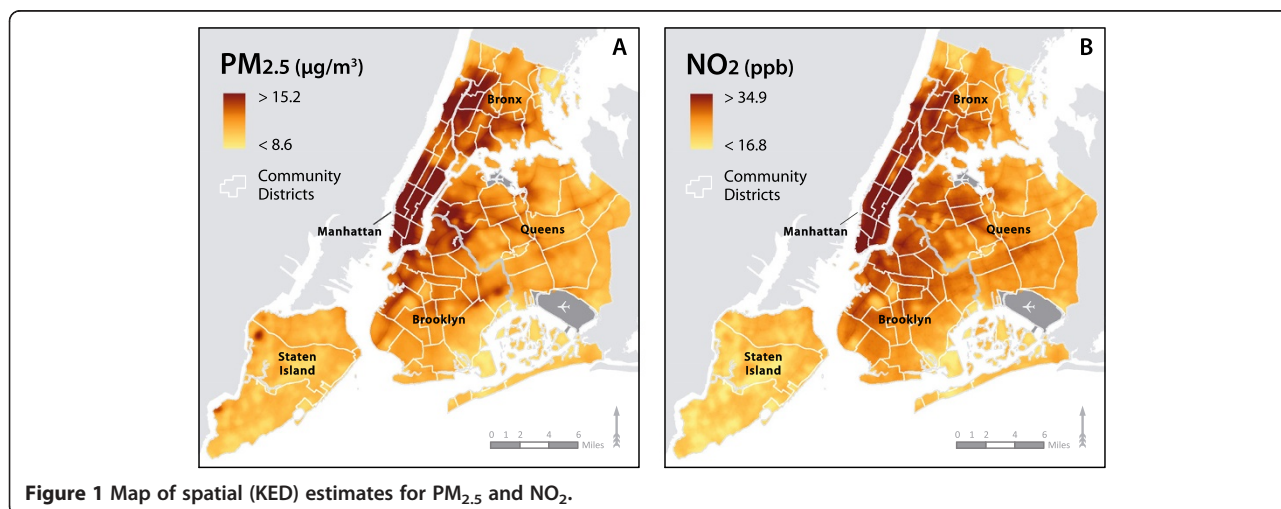 A
PM2.5 (µg/m³)
> 15.2
< 8.6
Community
Districts
Bronx
Manhattan
Queens
Brooklyn
Staten
Island
0 1 2 4 6
Miles
B
NO2 (ppb)
> 34.9
< 16.8
Community
Districts
Bronx
Manhattan
Queens
Brooklyn
Staten
Island
0 1 2 4 6
Miles
Figure 1 Map of spatial (KED) estimates for PM2.5 and NO2.